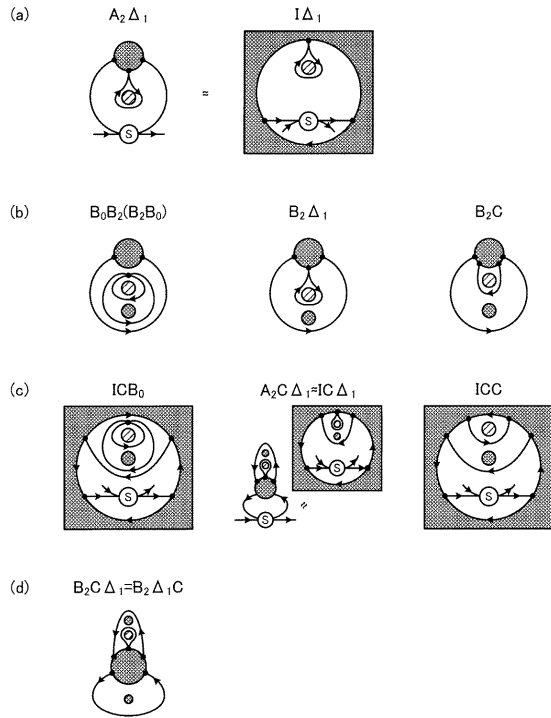 (a) A₂Δ₁ IΔ₁
≈
S S
(b) B₀B₂(B₂B₀) B₂Δ₁ B₂C
(c) ICB₀ A₂CΔ₁≈ICΔ₁ ICC
S S S
≈
S
(d) B₂CΔ₁=B₂Δ₁C